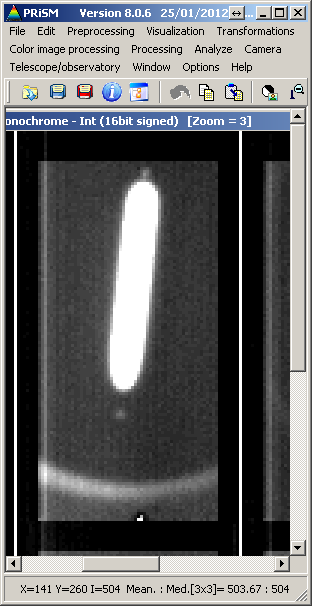 PRiSM Version 8.0.6 25/01/2012
File Edit Preprocessing Visualization Transformations
Color image processing Processing Analyze Camera
Telescope/observatory Window Options Help
onochrome - Int (16bit signed) [Zoom = 3]
X=141 Y=260 I=504 Mean. : Med.[3x3]= 503.67 : 504